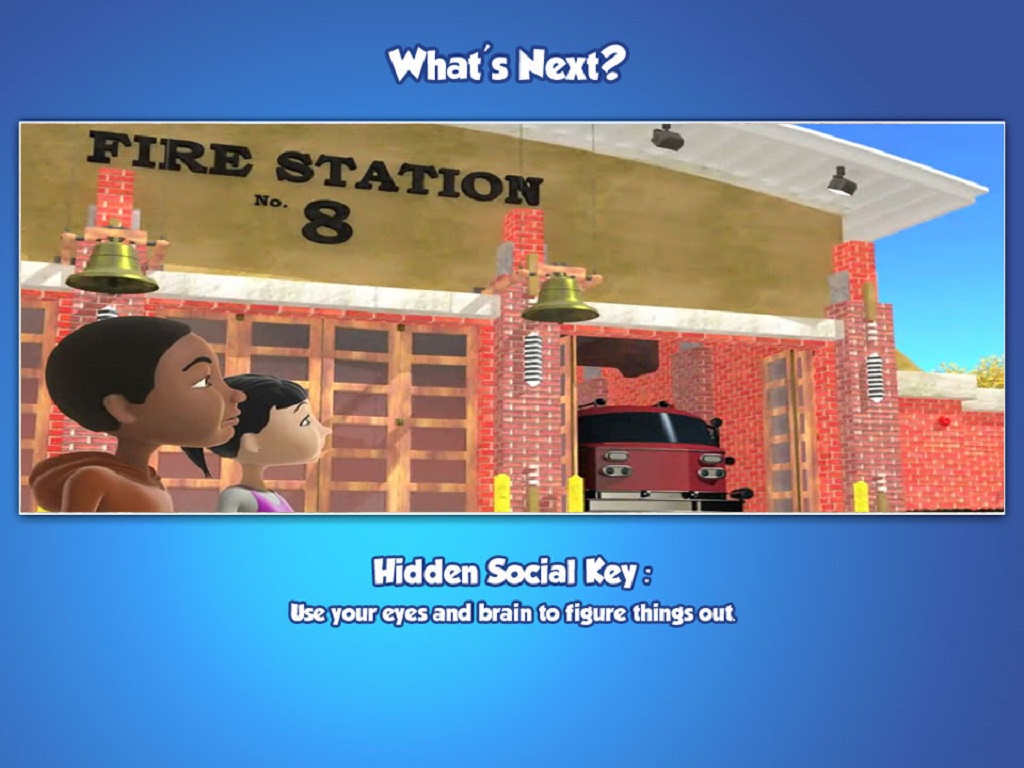 What's Next?
FIRE STATION
No. 8
Hidden Social Key :
Use your eyes and brain to figure things out.